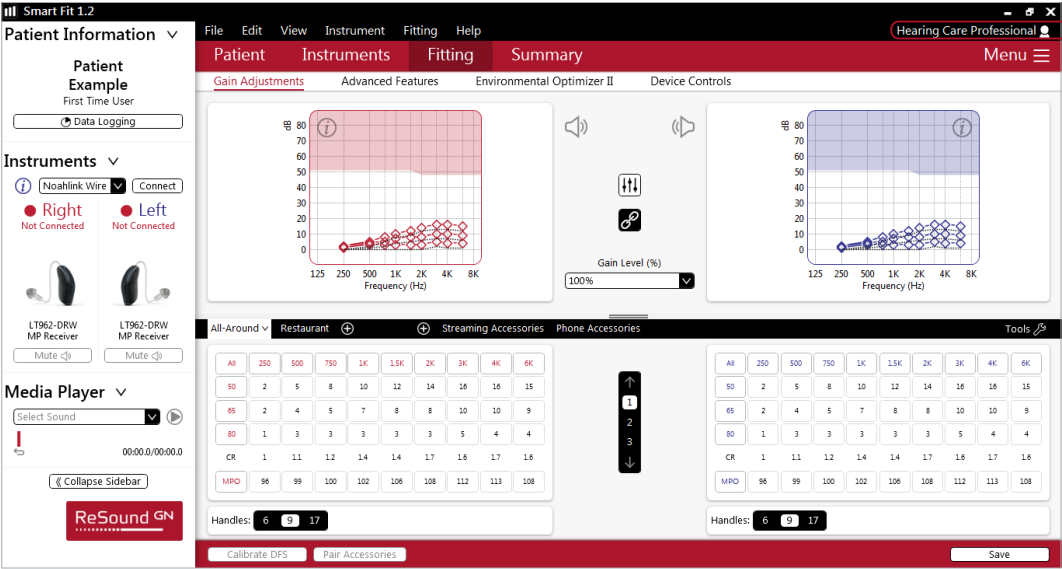 Smart Fit 1.2
Patient Information
Patient
Example
First Time User
Data Logging
Instruments
i Noahlink Wire Connect
Right Left
Not Connected Not Connected
LT962-DRW LT962-DRW
MP Receiver MP Receiver
Mute Mute
Media Player
Select Sound
00:00.0/00:00.0
Collapse Sidebar
ReSound GN
File Edit View Instrument Fitting Help
Hearing Care Professional
Patient Instruments Fitting Summary
Menu
Gain Adjustments Advanced Features Environmental Optimizer II Device Controls
dB
80
70
60
50
40
30
20
10
0
i
125 250 500 1K 2K 4K 8K
Frequency (Hz)
Gain Level (%)
100%
dB
80
70
60
50
40
30
20
10
0
i
125 250 500 1K 2K 4K 8K
Frequency (Hz)
All-Around Restaurant Streaming Accessories Phone Accessories Tools
All 250 500 750 1K 1.5K 2K 3K 4K 6K
50 2 5 8 10 12 14 16 16 15
65 2 4 5 7 8 8 10 10 9
80 1 3 3 3 3 3 5 4 4
CR 1 1.1 1.2 1.4 1.4 1.7 1.6 1.7 1.6
MPO 96 99 100 102 106 108 112 113 108
Handles: 6 9 17
1
2
3
All 250 500 750 1K 1.5K 2K 3K 4K 6K
50 2 5 8 10 12 14 16 16 15
65 2 4 5 7 8 8 10 10 9
80 1 3 3 3 3 3 5 4 4
CR 1 1.1 1.2 1.4 1.4 1.7 1.6 1.7 1.6
MPO 96 99 100 102 106 108 112 113 108
Handles: 6 9 17
Calibrate DFS Pair Accessories Save